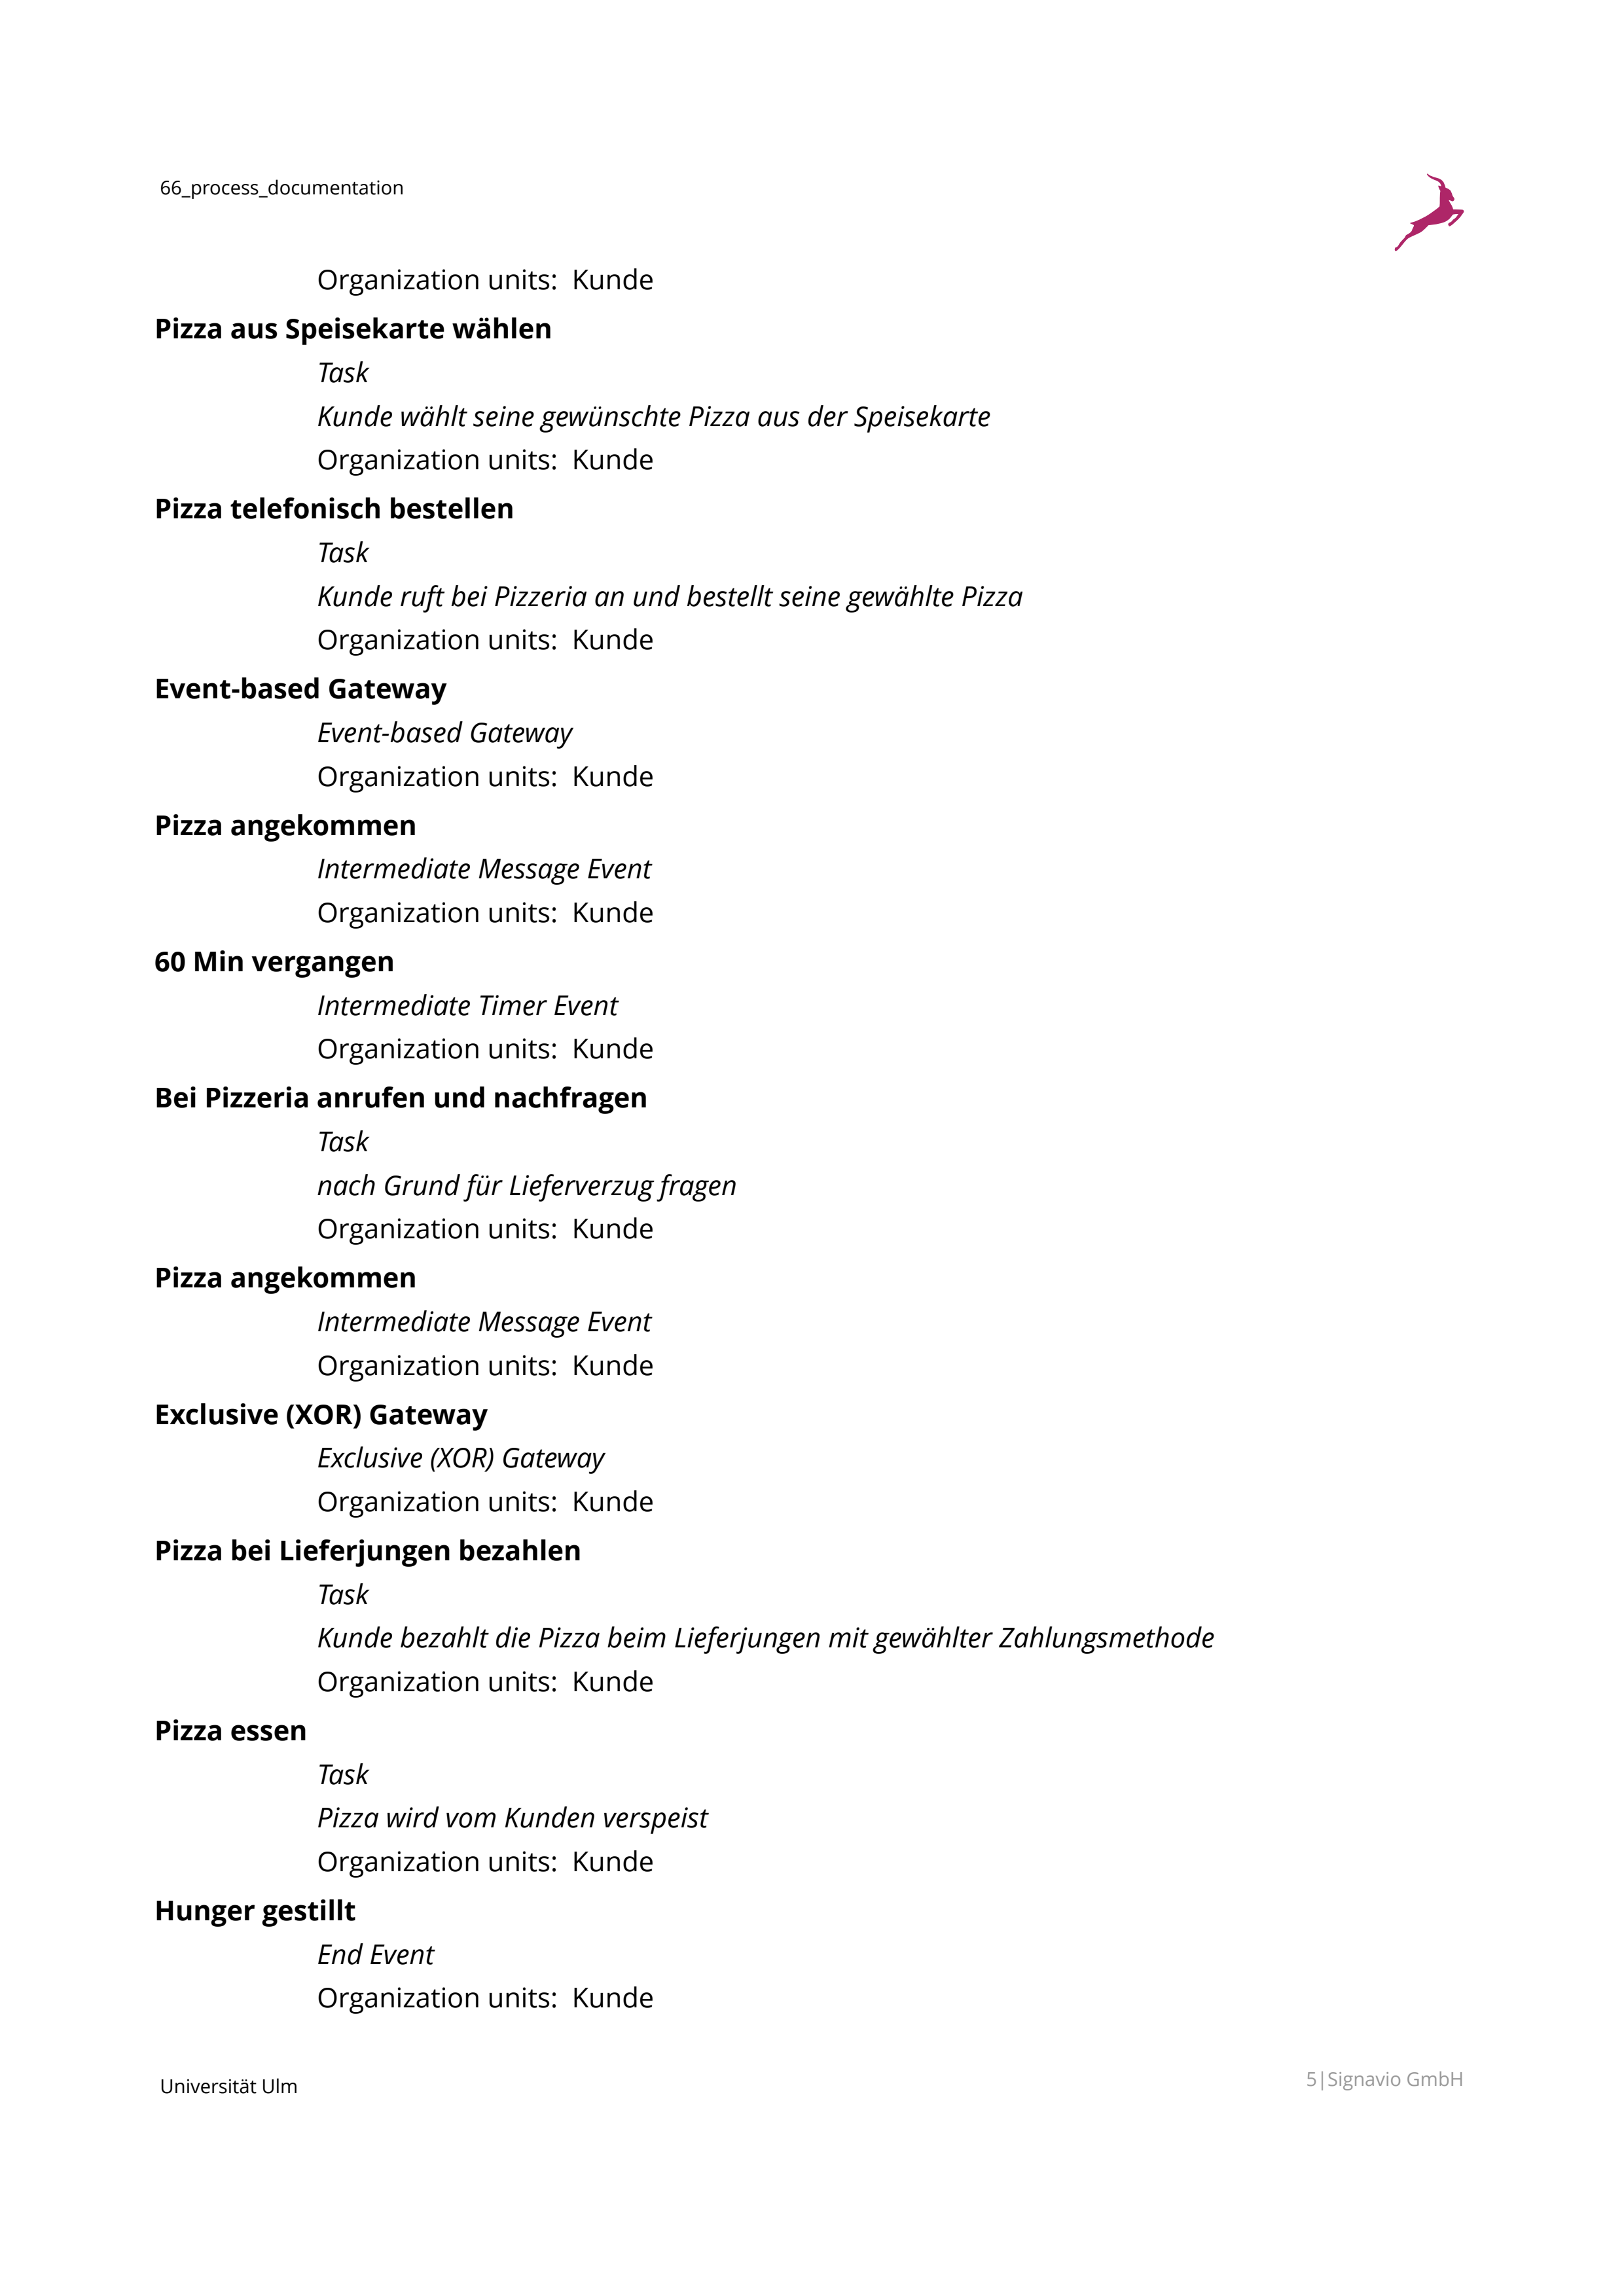 66_process_documentation
Organization units:  Kunde
Pizza aus Speisekarte wählen
Task
Kunde wählt seine gewünschte Pizza aus der Speisekarte
Organization units:  Kunde
Pizza telefonisch bestellen
Task
Kunde ruft bei Pizzeria an und bestellt seine gewählte Pizza
Organization units:  Kunde
Event-based Gateway
Event-based Gateway
Organization units:  Kunde
Pizza angekommen
Intermediate Message Event
Organization units:  Kunde
60 Min vergangen
Intermediate Timer Event
Organization units:  Kunde
Bei Pizzeria anrufen und nachfragen
Task
nach Grund für Lieferverzug fragen
Organization units:  Kunde
Pizza angekommen
Intermediate Message Event
Organization units:  Kunde
Exclusive (XOR) Gateway
Exclusive (XOR) Gateway
Organization units:  Kunde
Pizza bei Lieferjungen bezahlen
Task
Kunde bezahlt die Pizza beim Lieferjungen mit gewählter Zahlungsmethode
Organization units:  Kunde
Pizza essen
Task
Pizza wird vom Kunden verspeist
Organization units:  Kunde
Hunger gestillt
End Event
Organization units:  Kunde
Universität Ulm
5|Signavio GmbH